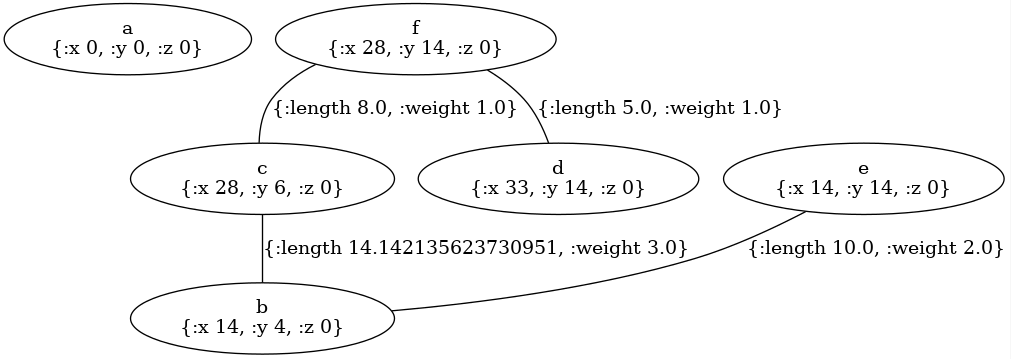 a
{:x 0, :y 0, :z 0}
f
{:x 28, :y 14, :z 0}
{:length 8.0, :weight 1.0}
{:length 5.0, :weight 1.0}
c
{:x 28, :y 6, :z 0}
d
{:x 33, :y 14, :z 0}
e
{:x 14, :y 14, :z 0}
{:length 14.142135623730951, :weight 3.0}
{:length 10.0, :weight 2.0}
b
{:x 14, :y 4, :z 0}